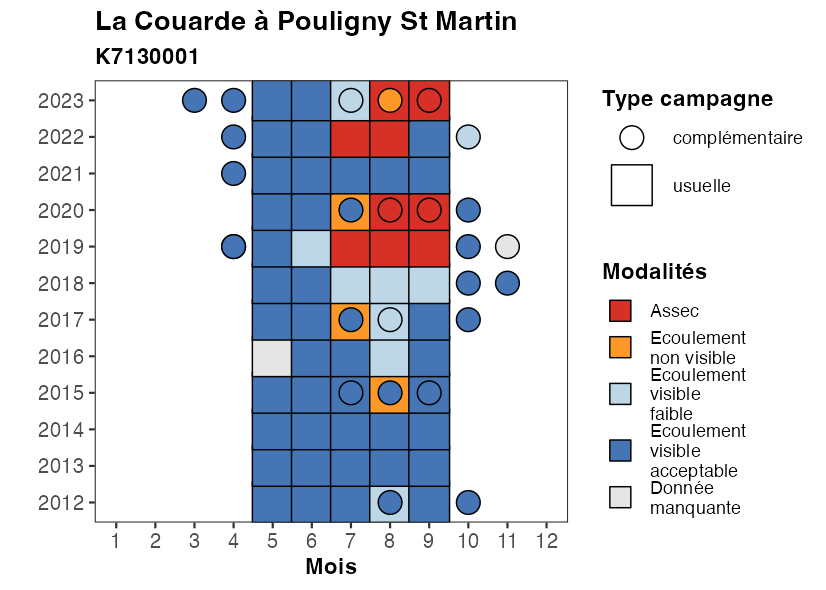 La Couarde à Pouligny St Martin
K7130001
2023
2022
2021
2020
2019
2018
2017
2016
2015
2014
2013
2012
1 2 3 4 5 6 7 8 9 10 11 12
Mois
Type campagne
complémentaire
usuelle
Modalités
Assec
Ecoulement
non visible
Ecoulement
visible
faible
Ecoulement
visible
acceptable
Donnée
manquante